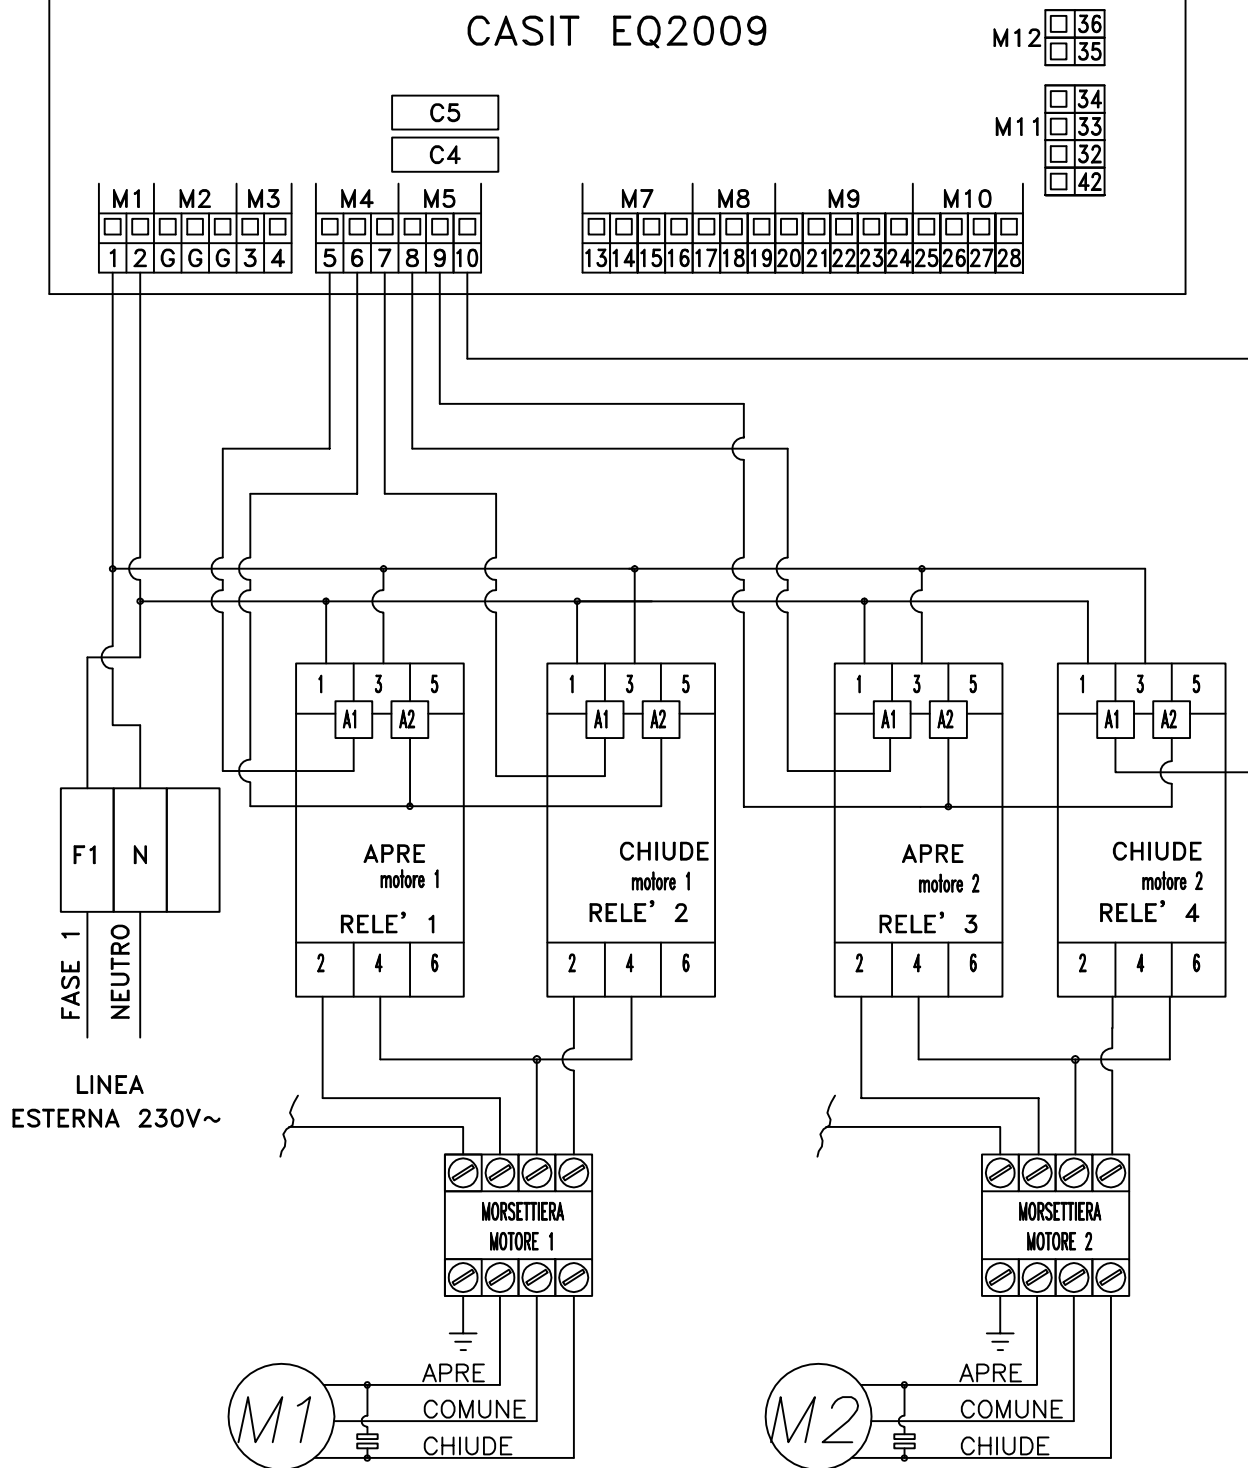 CASIT EQ2009
M12
36
35
M11
34
33
32
42
C5
C4
M1 M2 M3 M4 M5 M7 M8 M9 M10
1 2 G G G 3 4 5 6 7 8 9 10 13 14 15 16 17 18 19 20 21 22 23 24 25 26 27 28
1 3 5 1 3 5 1 3 5 1 3 5
A1 A2 A1 A2 A1 A2 A1 A2
F1 N
APRE
motore 1
RELE' 1
CHIUDE
motore 1
RELE' 2
APRE
motore 2
RELE' 3
CHIUDE
motore 2
RELE' 4
2 4 6 2 4 6 2 4 6 2 4 6
FASE 1
NEUTRO
LINEA
ESTERNA 230V~
MORSETTIERA
MOTORE 1
MORSETTIERA
MOTORE 2
M1
APRE
COMUNE
CHIUDE
M2
APRE
COMUNE
CHIUDE